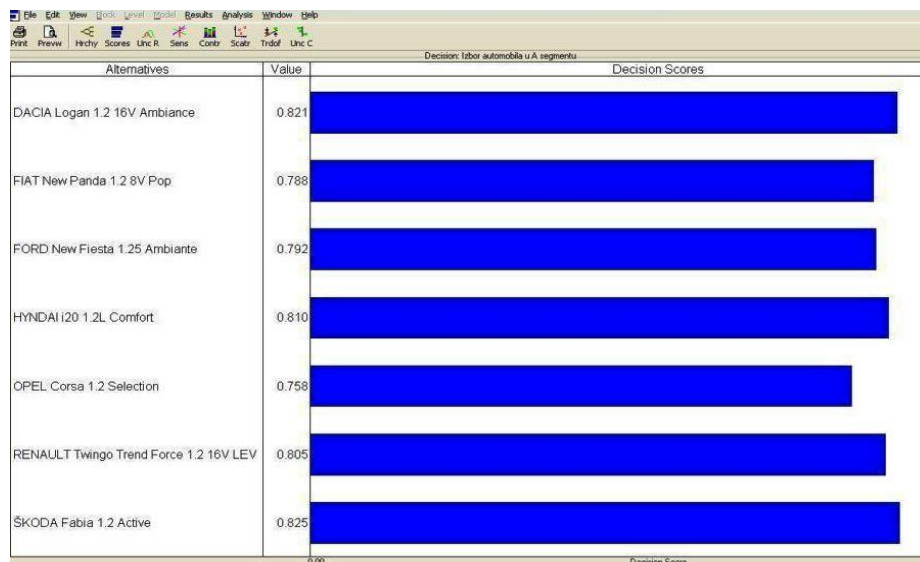 File Edit View Block Level Model Results Analysis Window Help
Print Prevw Hrchy Scores Unc R Sens Contr Scatr Trdof Unc C
Decision: Izbor automobila u A segmentu
Alternatives Value Decision Scores
DACIA Logan 1.2 16V Ambiance 0.821
FIAT New Panda 1.2 8V Pop 0.788
FORD New Fiesta 1.25 Ambiante 0.792
HYNDAI i20 1.2L Comfort 0.810
OPEL Corsa 1.2 Selection 0.758
RENAULT Twingo Trend Force 1.2 16V LEV 0.805
ŠKODA Fabia 1.2 Active 0.825
0.00 Decision Score